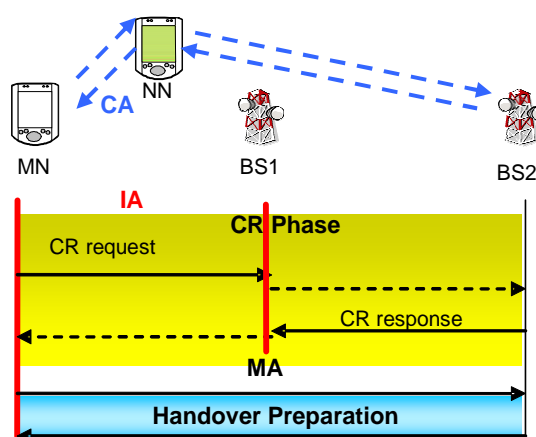 NN
CA
MN
BS1
BS2
IA
CR Phase
CR request
CR response
MA
Handover Preparation